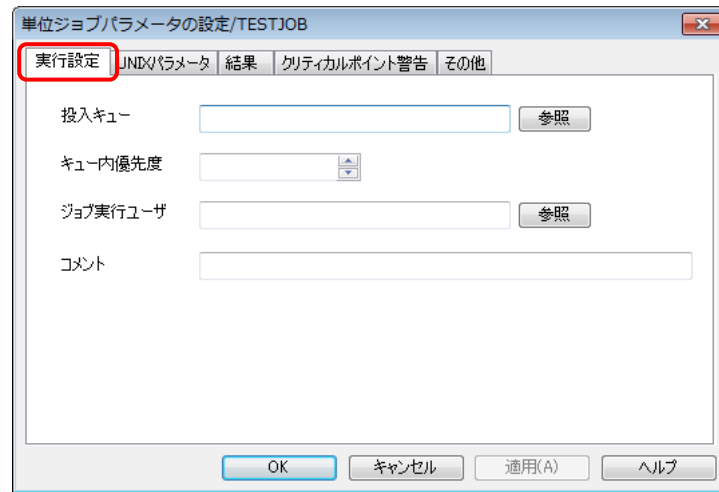 単位ジョブパラメータの設定/TESTJOB
実行設定 UNIXパラメータ 結果 クリティカルポイント警告 その他
投入キュー 参照
キュー内優先度
ジョブ実行ユーザ 参照
コメント
OK キャンセル 適用(A) ヘルプ